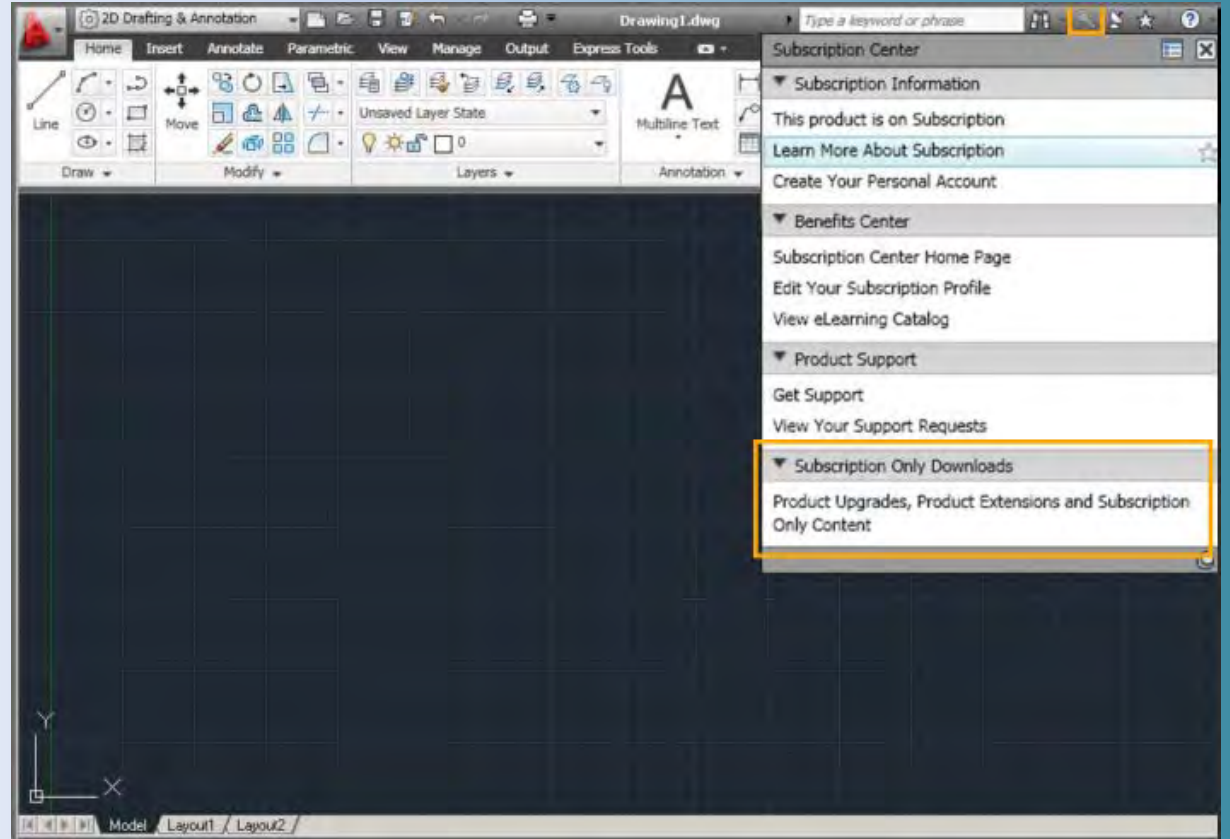 2D Drafting & Annotation
Drawing1.dwg
Type a keyword or phrase
Home Insert Annotate Parametric View Manage Output Express Tools
Line
Move
Unsaved Layer State
0
A
Multiline Text
Draw
Modify
Layers
Annotation
Subscription Center
Subscription Information
This product is on Subscription
Learn More About Subscription
Create Your Personal Account
Benefits Center
Subscription Center Home Page
Edit Your Subscription Profile
View eLearning Catalog
Product Support
Get Support
View Your Support Requests
Subscription Only Downloads
Product Upgrades, Product Extensions and Subscription
Only Content
Y
X
Model Layout1 Layout2